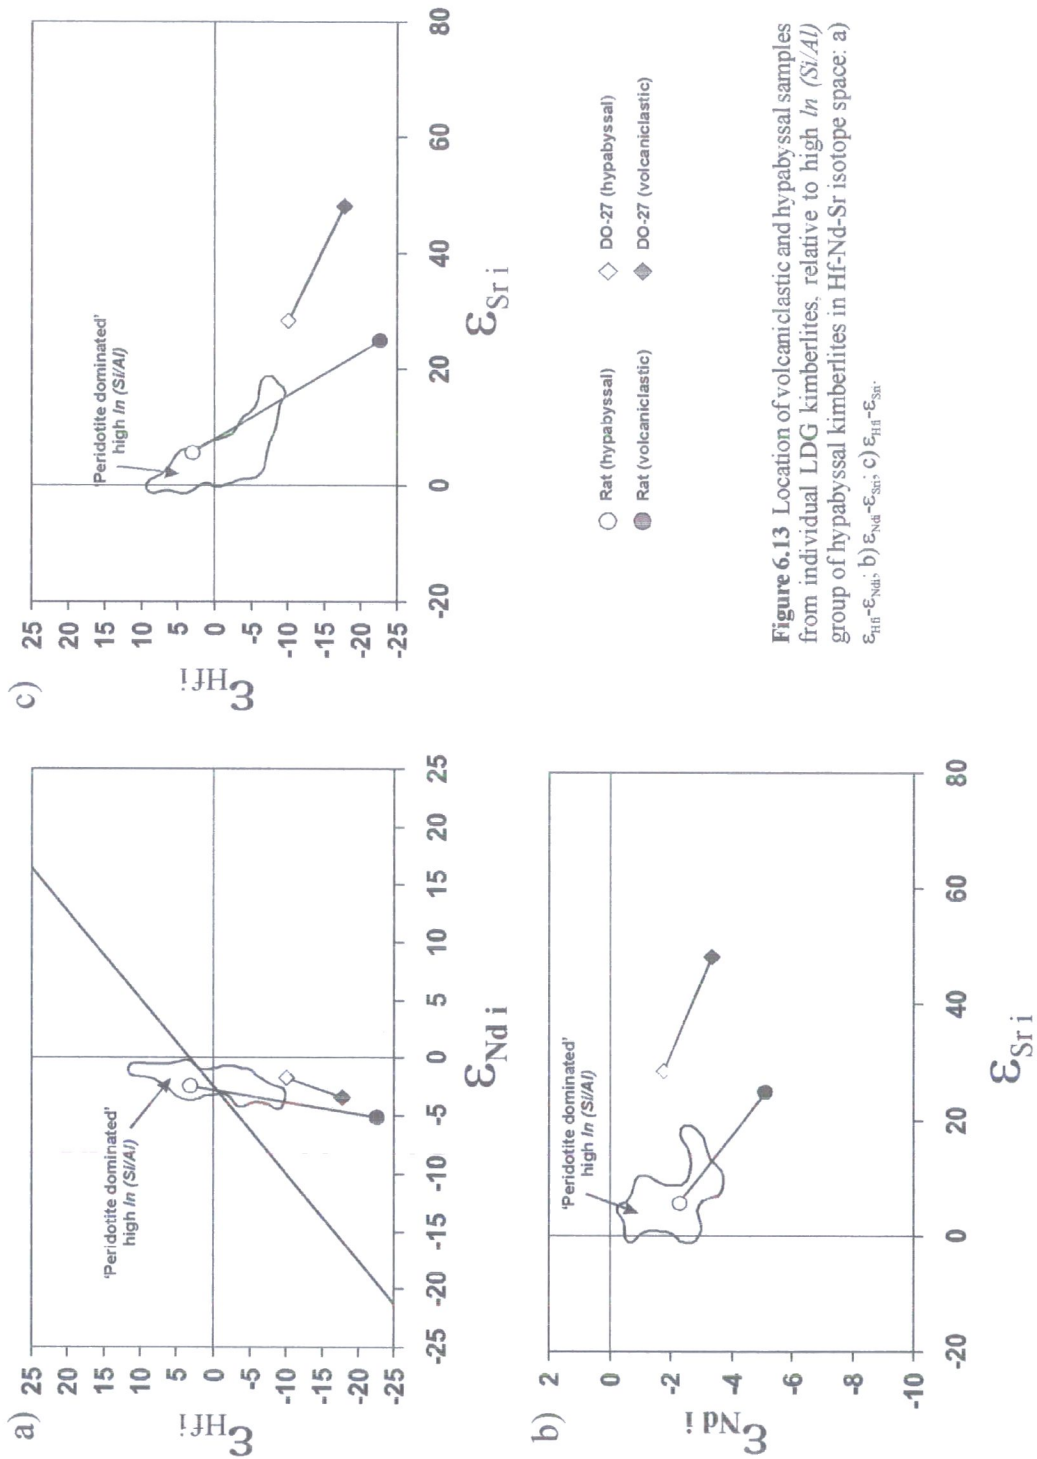 a)
25
20
15
10
5
0
-5
-10
-15
-20
-25
εHf i
'Peridotite dominated'
high ln (Si/Al)
-25 -20 -15 -10 -5 0 5 10 15 20 25
εNd i
b)
2
0
-2
-4
-6
-8
-10
εNd i
'Peridotite dominated'
high ln (Si/Al)
-20 0 20 40 60 80
εSr i
c)
25
20
15
10
5
0
-5
-10
-15
-20
-25
εHf i
'Peridotite dominated'
high ln (Si/Al)
-20 0 20 40 60 80
εSr i
Rat (hypabyssal)
DO-27 (hypabyssal)
Rat (volcaniclastic)
DO-27 (volcaniclastic)
Figure 6.13 Location of volcaniclastic and hypabyssal samples
from individual LDG kimberlites, relative to high ln (Si/Al)
group of hypabyssal kimberlites in Hf-Nd-Sr isotope space: a)
εHfi-εNdi; b) εNdi-εSri; c) εHfi-εSri.